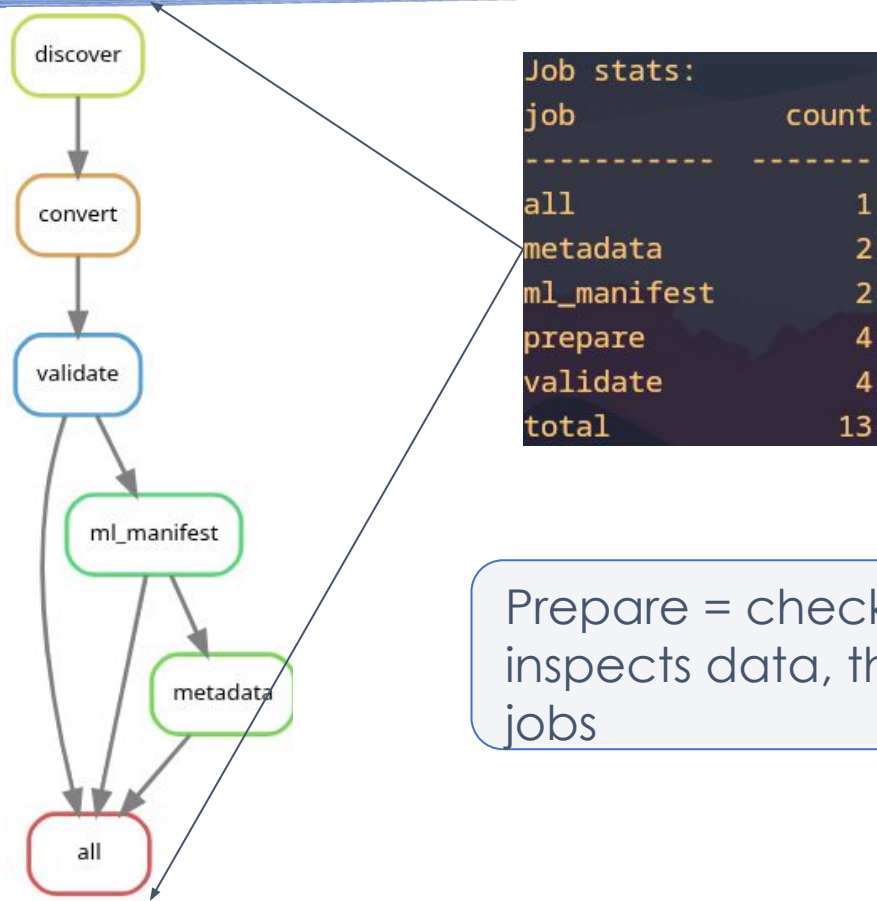 discover
convert
validate
ml_manifest
metadata
all
Job stats:
job count
----------- -------
all 1
metadata 2
ml_manifest 2
prepare 4
validate 4
total 13
Prepare = check
inspects data, th
jobs